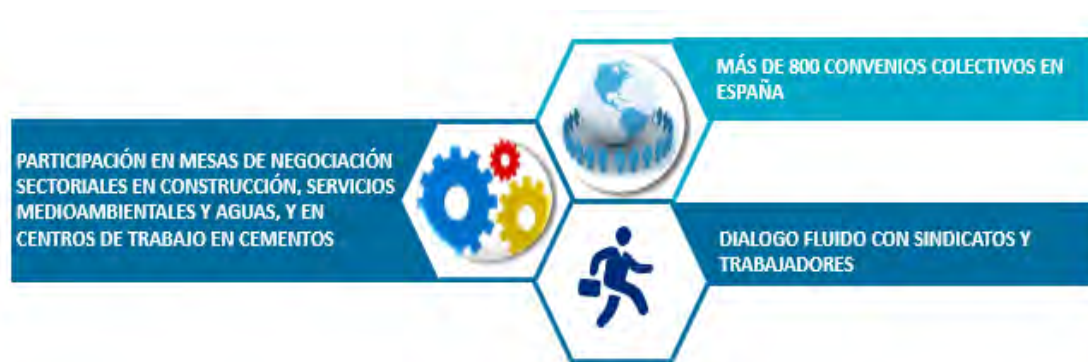 MÁS DE 800 CONVENIOS COLECTIVOS EN
ESPAÑA
PARTICIPACIÓN EN MESAS DE NEGOCIACIÓN
SECTORIALES EN CONSTRUCCIÓN, SERVICIOS
MEDIOAMBIENTALES Y AGUAS, Y EN
CENTROS DE TRABAJO EN CEMENTOS
DIALOGO FLUIDO CON SINDICATOS Y
TRABAJADORES